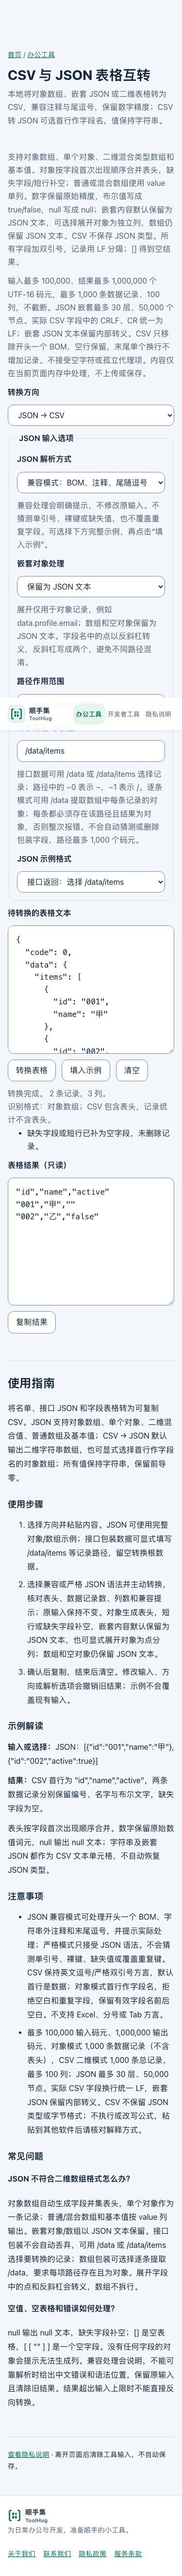 首页 / 办公工具
CSV 与 JSON 表格互转
本地将对象数组、嵌套 JSON 或二维表格转为
CSV，兼容注释与尾逗号，保留数字精度；CSV
转 JSON 可选首行作字段名，值保持字符串。
支持对象数组、单个对象、二维混合类型数组和
基本值。对象按字段首次出现顺序合并表头，缺
失字段/短行补空；普通或混合数组使用 value
单列。数字保留原始精度，布尔值写成
true/false，null 写成 null；嵌套内容默认保留为
JSON 文本，可选择展开对象为独立列，数组仍
保留 JSON 文本。CSV 不保存 JSON 类型。所
有字段加双引号，记录用 LF 分隔；[] 得到空结
果。
输入最多 100,000、结果最多 1,000,000 个
UTF-16 码元，最多 1,000 条数据记录、100
列，不截断。JSON 嵌套最多 30 层、50,000 个
节点。实际 CSV 字段中的 CRLF、CR 统一为
LF；嵌套 JSON 文本保留内部转义。CSV 只移
除开头一个 BOM，空行保留，末尾单个换行不
增加记录。不接受空字符或孤立代理项。内容仅
在当前页面内存中处理，不上传或保存。
转换方向
JSON → CSV
JSON 输入选项
JSON 解析方式
兼容模式：BOM、注释、尾随逗号
兼容处理会明确提示，不修改原输入。不
猜测单引号、裸键或缺失值，也不覆盖重
复字段。可选择下方完整示例，再点击“填
入示例”。
嵌套对象处理
保留为 JSON 文本
展开仅用于对象记录，例如
data.profile.email；数组和空对象保留为
JSON 文本，字段名中的点以反斜杠转
义，反斜杠写成两个，避免不同路径混
淆。
路径作用范围
顺手集
ToolHug
办公工具
开发者工具
隐私说明
/data/items
接口数据可用 /data 或 /data/items 选择记
录；路径中的 ~0 表示 ~，~1 表示 /。逐条
模式可用 /data 提取数组中每条记录的对
象；每条都必须存在该路径且结果为对
象，否则整次报错。不会自动猜测或删除
包装字段，路径最多 1,000 个码元。
JSON 示例格式
接口返回：选择 /data/items
待转换的表格文本
{
"code": 0,
"data": {
"items": [
{
"id": "001",
"name": "甲"
},
{
"id": "002",
转换表格
填入示例
清空
转换完成。 2 条记录，3 列。
识别格式：对象数组；CSV 包含表头，记录统
计不含表头。
• 缺失字段或短行已补为空字段，未删除记
录。
表格结果（只读）
"id","name","active"
"001","甲",""
"002","乙","false"
复制结果
使用指南
将名单、接口 JSON 和字段表格转为可复制
CSV。JSON 支持对象数组、单个对象、二维混
合值、普通数组及基本值；CSV → JSON 默认
输出二维字符串数组，也可显式选择首行作字段
名的对象数组；所有值保持字符串，保留前导
零。
使用步骤
1. 选择方向并粘贴内容。JSON 可使用完整
对象/数组示例；接口包装数据可显式填写
/data/items 等记录路径，留空转换根数
据。
2. 选择兼容或严格 JSON 语法并主动转换，
核对表头、数据记录数、列数和兼容提
示；原输入保持不变。对象生成表头，短
行或缺失字段补空，嵌套内容默认保留为
JSON 文本，也可显式展开对象为点分
列；数组和空对象仍保留 JSON 文本。
3. 确认后复制，结束后清空。修改输入、方
向或解析选项会撤销旧结果；示例不会覆
盖现有输入。
示例解读
输入或选择：JSON：[{"id":"001","name":"甲"},
{"id":"002","active":true}]
结果：CSV 首行为 "id","name","active"，两条
数据记录分别保留编号、名字与布尔文字，缺失
字段为空。
表头按字段首次出现顺序合并。数字保留原始数
值词元，null 输出 null 文本；字符串及嵌套
JSON 都作为 CSV 文本单元格，不自动恢复
JSON 类型。
注意事项
• JSON 兼容模式可处理开头一个 BOM、字
符串外注释和末尾逗号，并提示实际处
理；严格模式只接受 JSON 语法。不会猜
测单引号、裸键、缺失值或覆盖重复键。
CSV 保持英文逗号/严格双引号方言，默认
首行是数据；对象模式首行作字段名，拒
绝空白和重复字段，保留有效字段名前后
空白。不支持 Excel、分号或 Tab 方言。
• 最多 100,000 输入码元、1,000,000 输出
码元、对象模式 1,000 条数据记录（不含
表头），CSV 二维模式 1,000 条总记录，
最多 100 列；JSON 最多 30 层、50,000
节点。实际 CSV 字段换行统一 LF，嵌套
JSON 保留内部转义。CSV 不保留 JSON
类型或字节格式；不执行或改写公式，粘
贴到其他软件后请核对解释方式。
常见问题
JSON 不符合二维数组格式怎么办？
对象数组自动生成字段并集表头，单个对象作为
一条记录；普通/混合数组和基本值按 value 列
输出。嵌套对象/数组以 JSON 文本保留。接口
包装不会自动丢弃，可用 /data 或 /data/items
选择要转换的记录；数组包装可选择逐条提取
/data，要求每项路径存在且为对象。展开字段
中的点和反斜杠会转义，数组不拆行。
空值、空表格和错误如何处理？
null 输出 null 文本，缺失字段补空；[] 是空表
格，[ [ "" ] ] 是一个空字段。没有任何字段的对
象会提示无法生成列。兼容处理会说明，不能可
靠解析时给出中文错误和语法位置，保留原输入
且清除旧结果。结果超出输入上限时不能直接反
向转换。
查看隐私说明 · 离开页面后清除工具输入，不自动保
存。
顺手集
ToolHug
为日常办公与开发，准备顺手的小工具。
关于我们 联系我们 隐私政策 服务条款